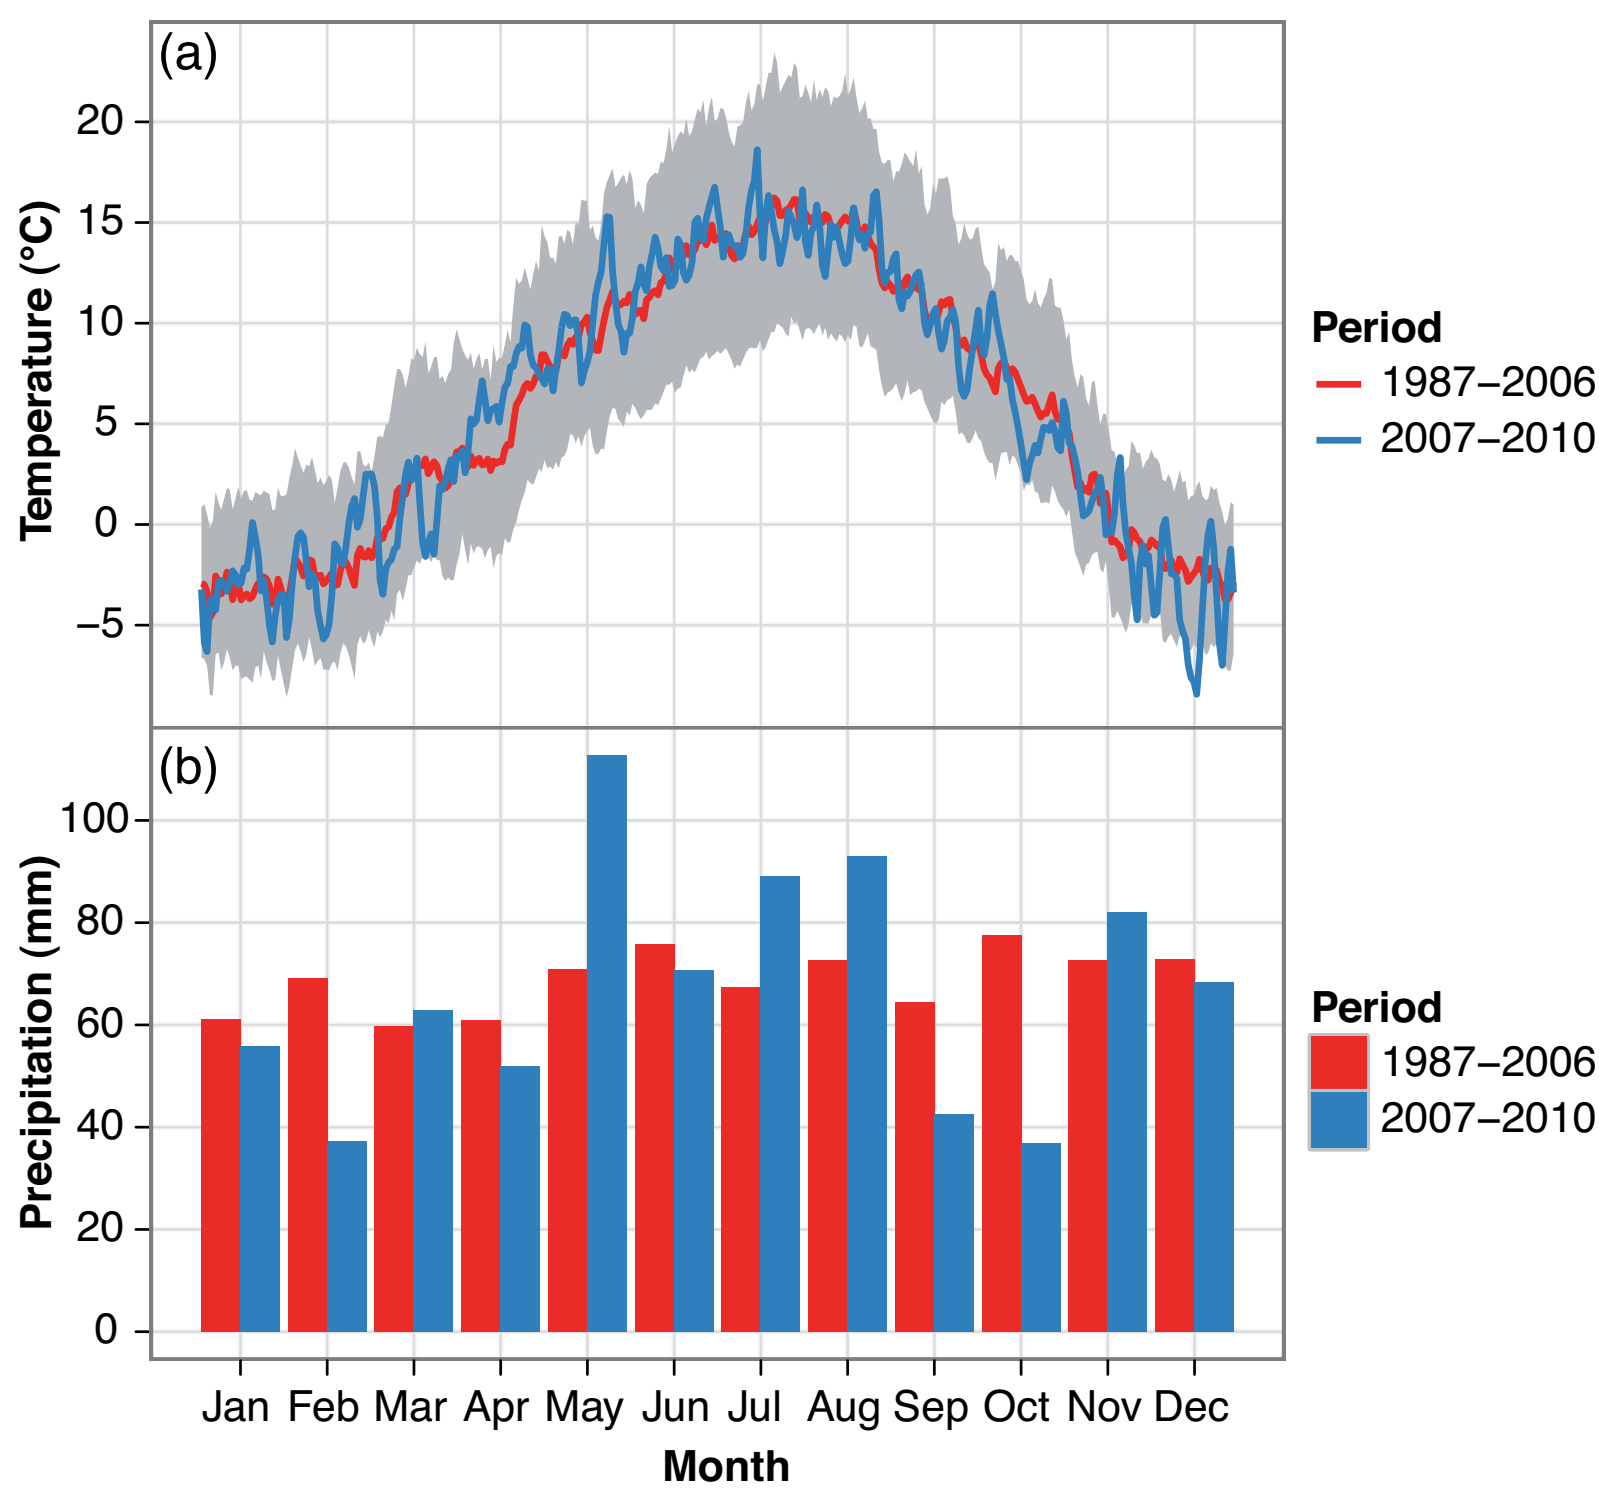 (a)
Temperature (°C)
20
15
10
5
0
−5
Period
1987−2006
2007−2010
(b)
Precipitation (mm)
100
80
60
40
20
0
Period
1987−2006
2007−2010
Jan Feb Mar Apr May Jun Jul Aug Sep Oct Nov Dec
Month